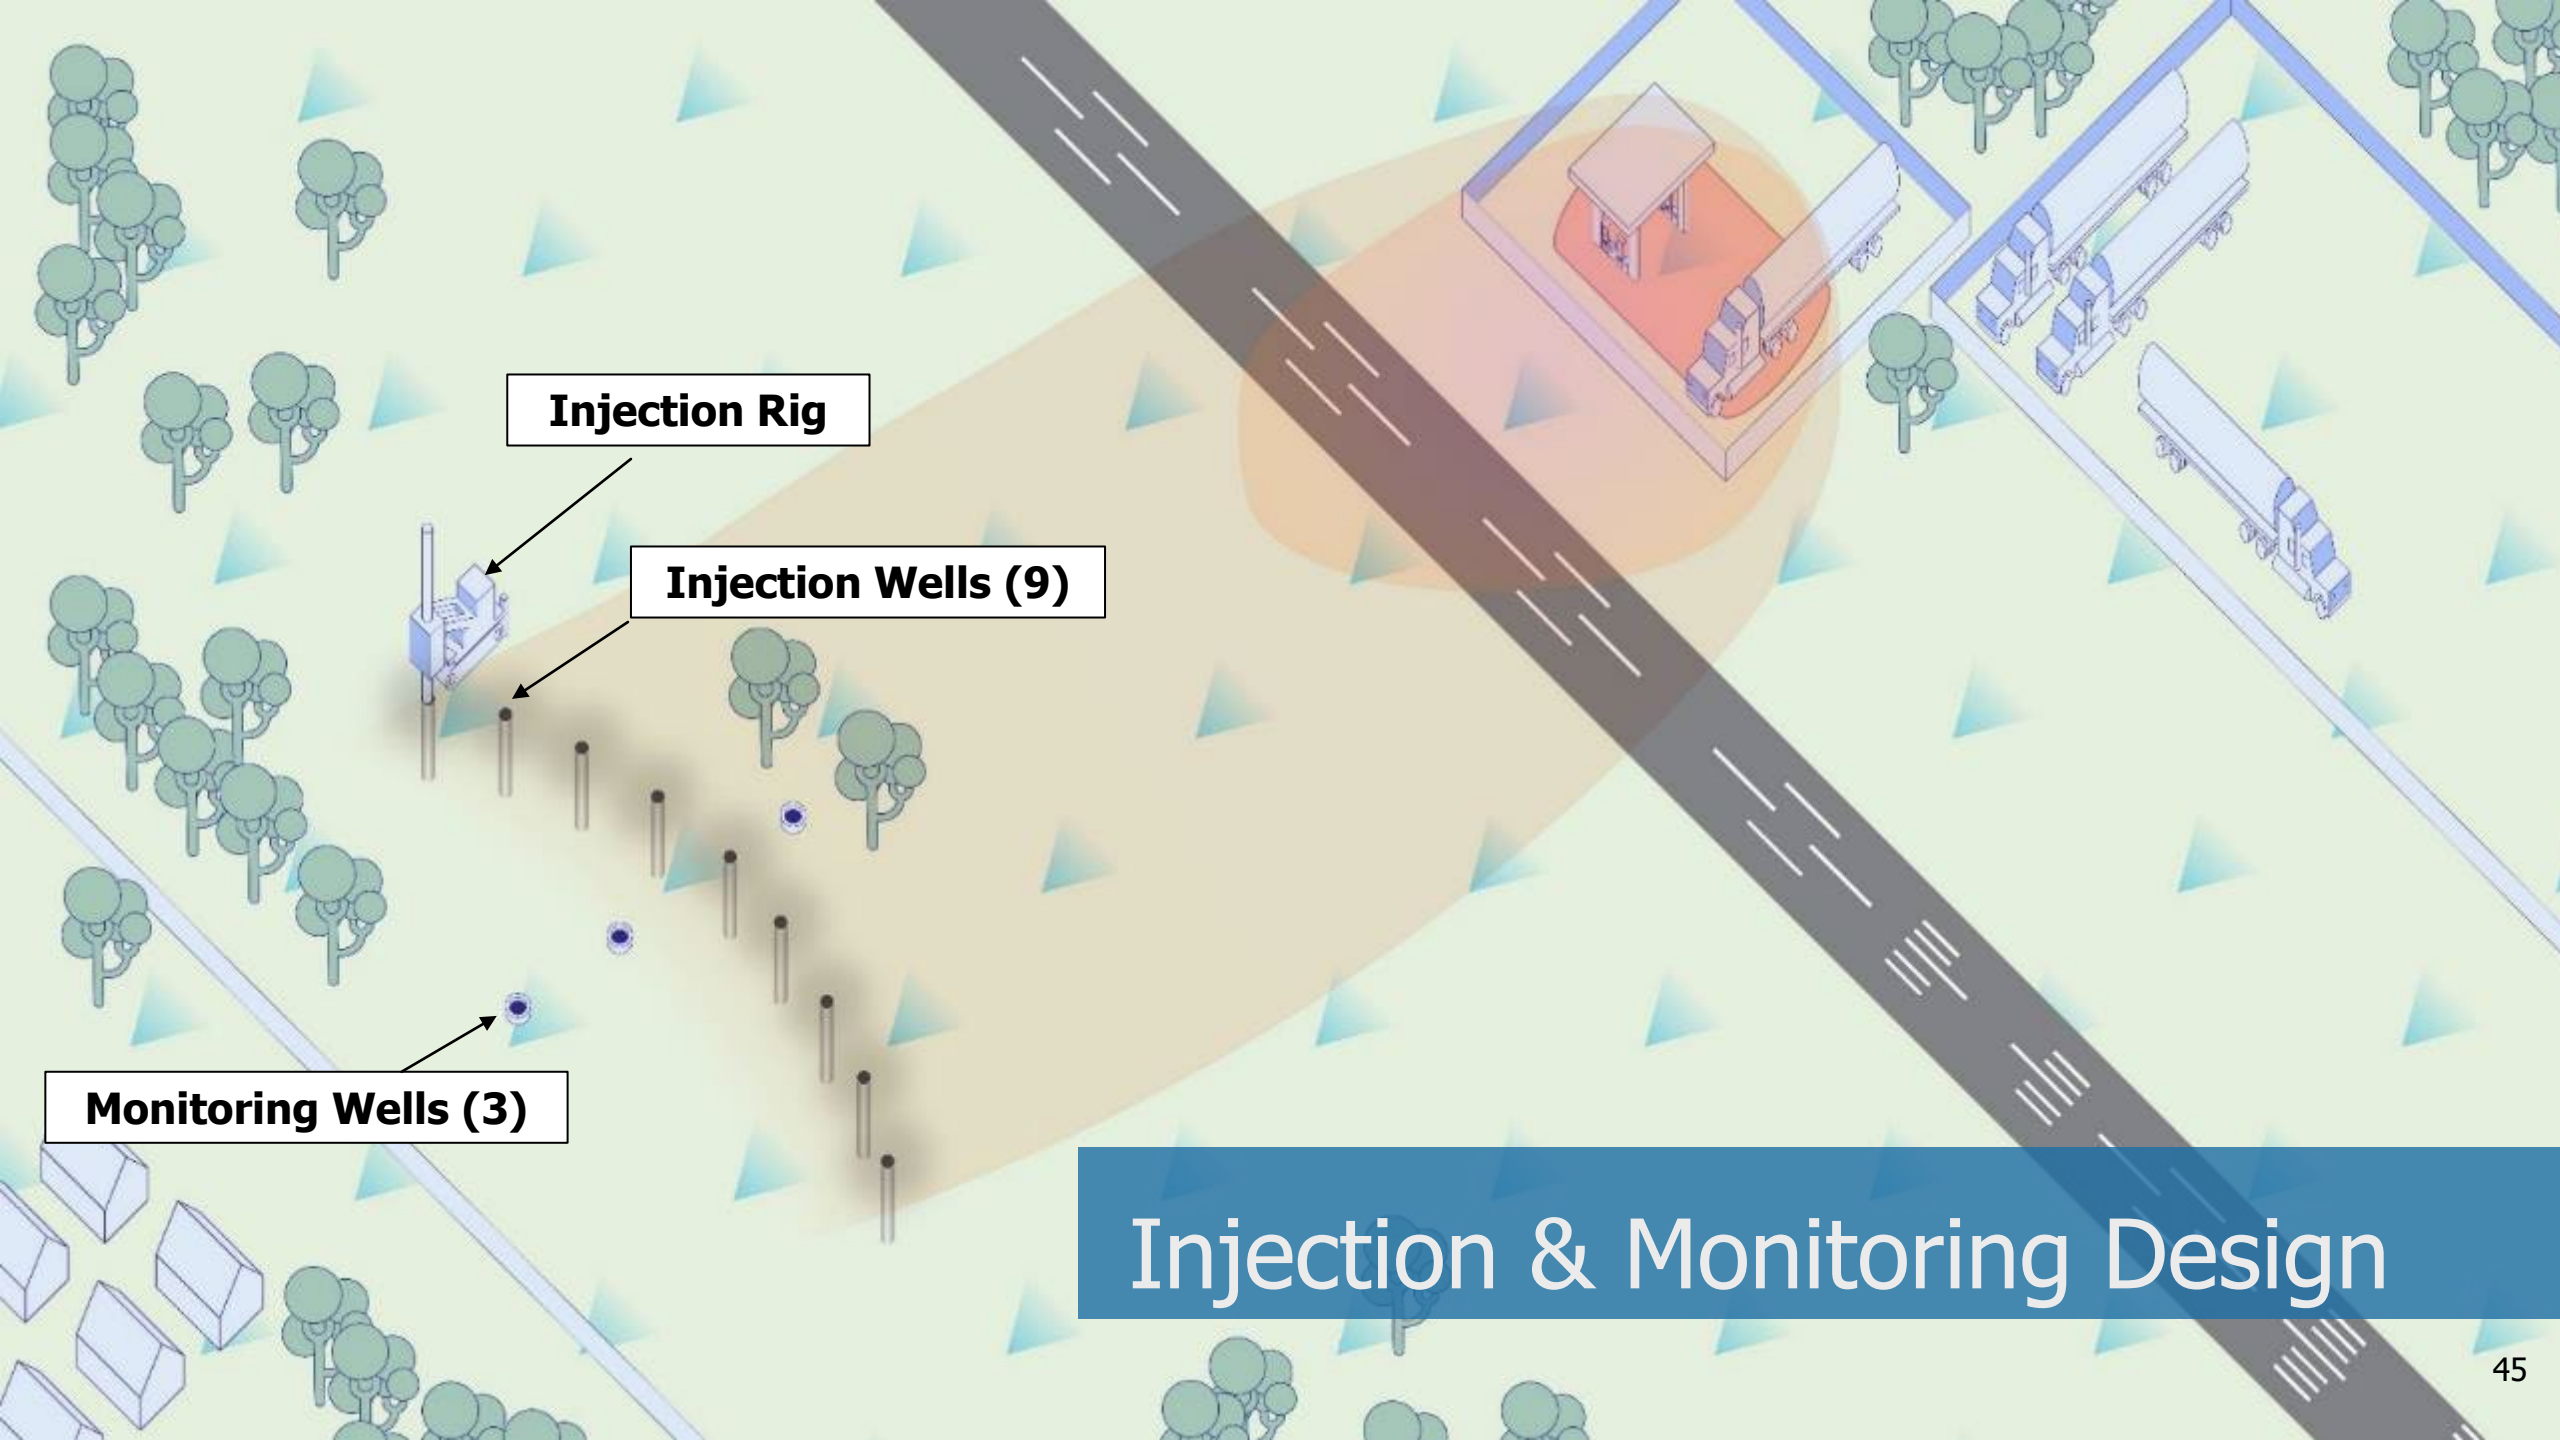 Injection Rig
Injection Wells (9)
Monitoring Wells (3)
Injection & Monitoring Design
45